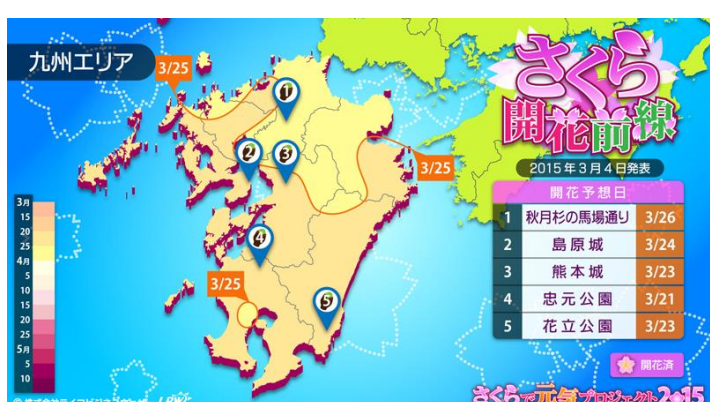 九州エリア
3/25
さくら
開花前線
2015年3月4日発表
開花予想日
1 秋月杉の馬場通り 3/26
2 島原城 3/24
3 熊本城 3/23
4 忠元公園 3/21
5 花立公園 3/23
開花済
1
2
3
4
5
3/25
3/25
3月
15
20
25
4月
5
10
15
20
25
5月
5
10
さくらで元気プロジェクト2015